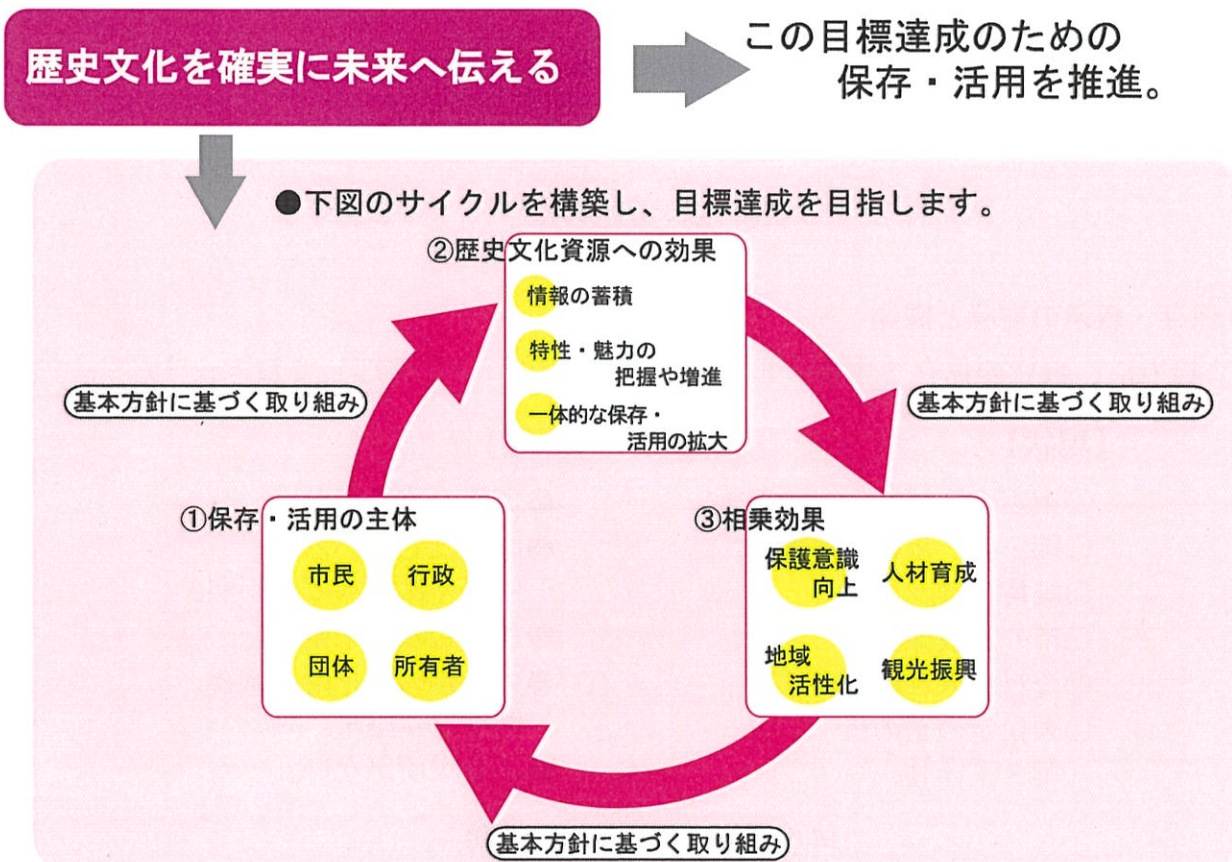 歴史文化を確実に未来へ伝える
この目標達成のための
保存・活用を推進。
●下図のサイクルを構築し、目標達成を目指します。
②歴史文化資源への効果
情報の蓄積
特性・魅力の
把握や増進
一体的な保存・
活用の拡大
基本方針に基づく取り組み
基本方針に基づく取り組み
①保存・活用の主体
市民
行政
団体
所有者
③相乗効果
保護意識
向上
人材育成
地域
活性化
観光振興
基本方針に基づく取り組み